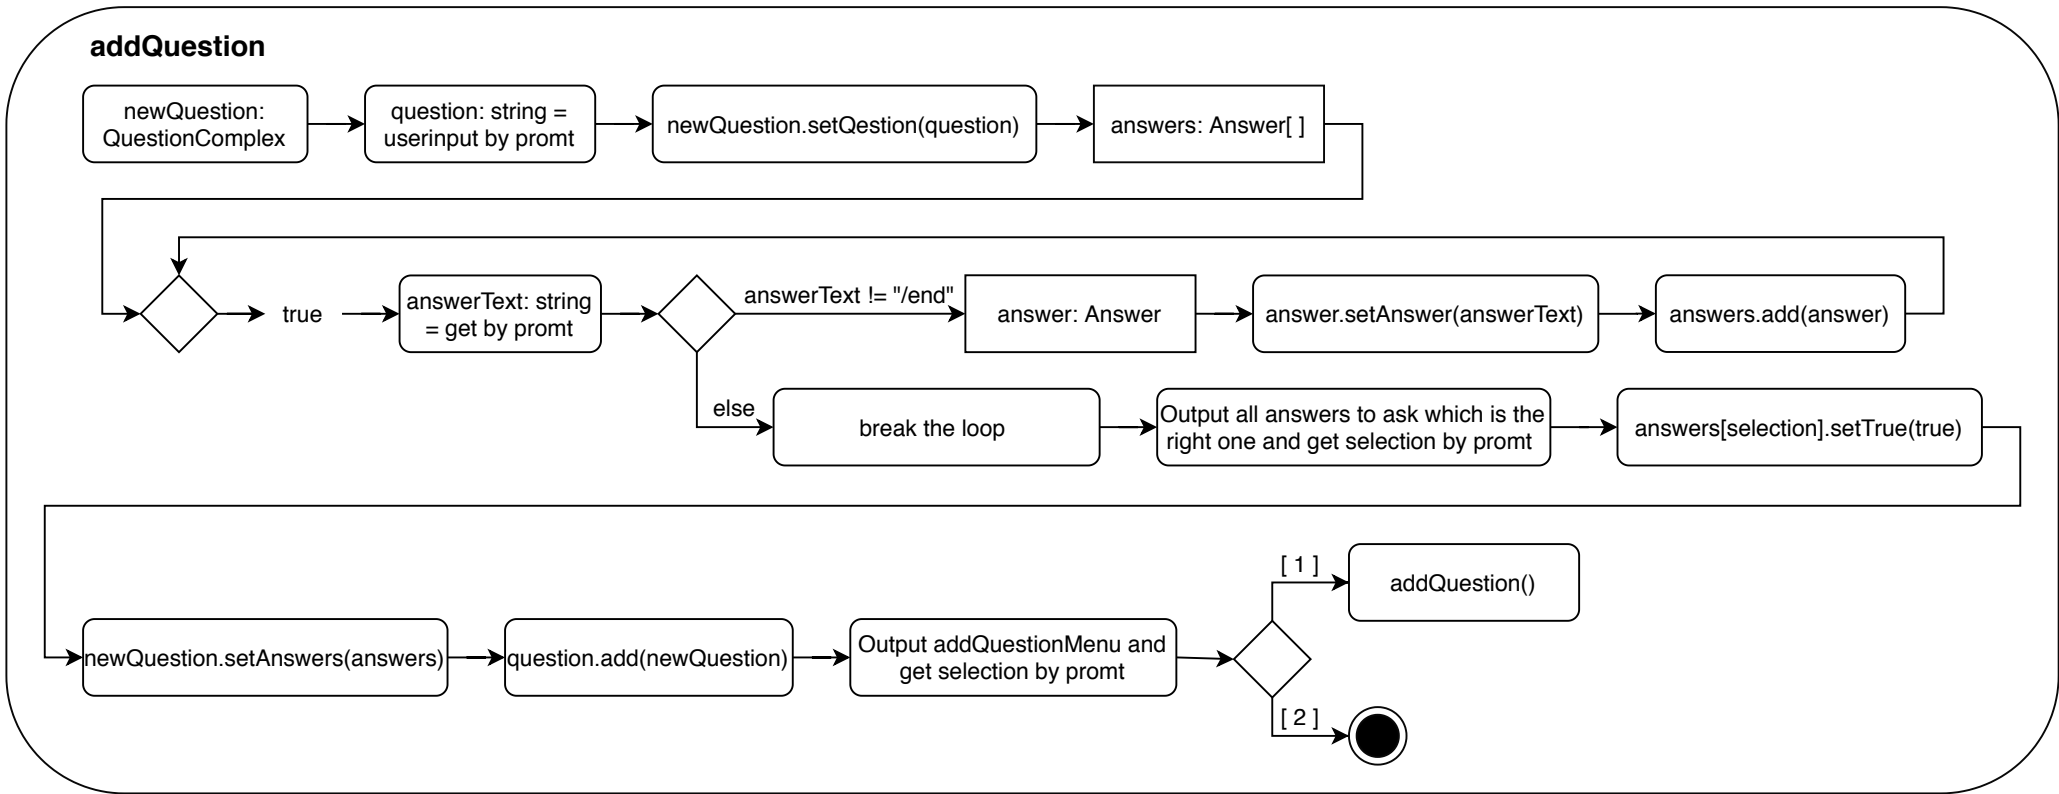 addQuestion
newQuestion:
QuestionComplex
question: string =
userinput by promt
newQuestion.setQestion(question)
answers: Answer[ ]
true
answerText: string
= get by promt
answerText != "/end"
answer: Answer
answer.setAnswer(answerText)
answers.add(answer)
else
break the loop
Output all answers to ask which is the
right one and get selection by promt
answers[selection].setTrue(true)
newQuestion.setAnswers(answers)
question.add(newQuestion)
Output addQuestionMenu and
get selection by promt
[ 1 ]
addQuestion()
[ 2 ]